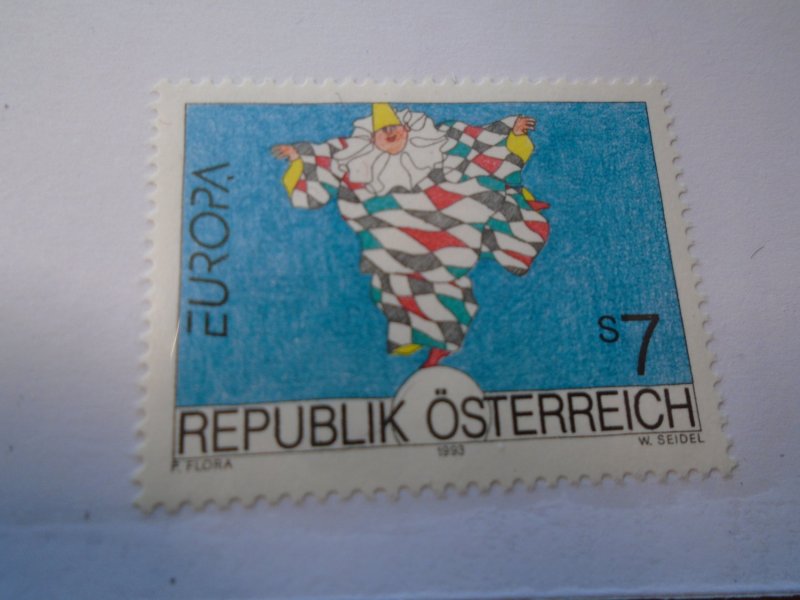 EUROPA
S7
REPUBLIK ÖSTERREICH
P. FLORA 1993 W. SEIDEL